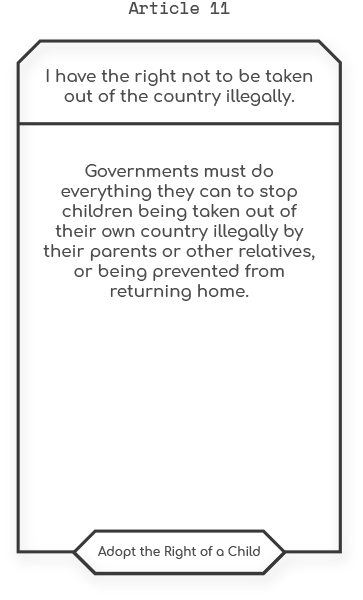 Article 11
I have the right not to be taken
out of the country illegally.
Governments must do
everything they can to stop
children being taken out of
their own country illegally by
their parents or other relatives,
or being prevented from
returning home.
Adopt the Right of a Child